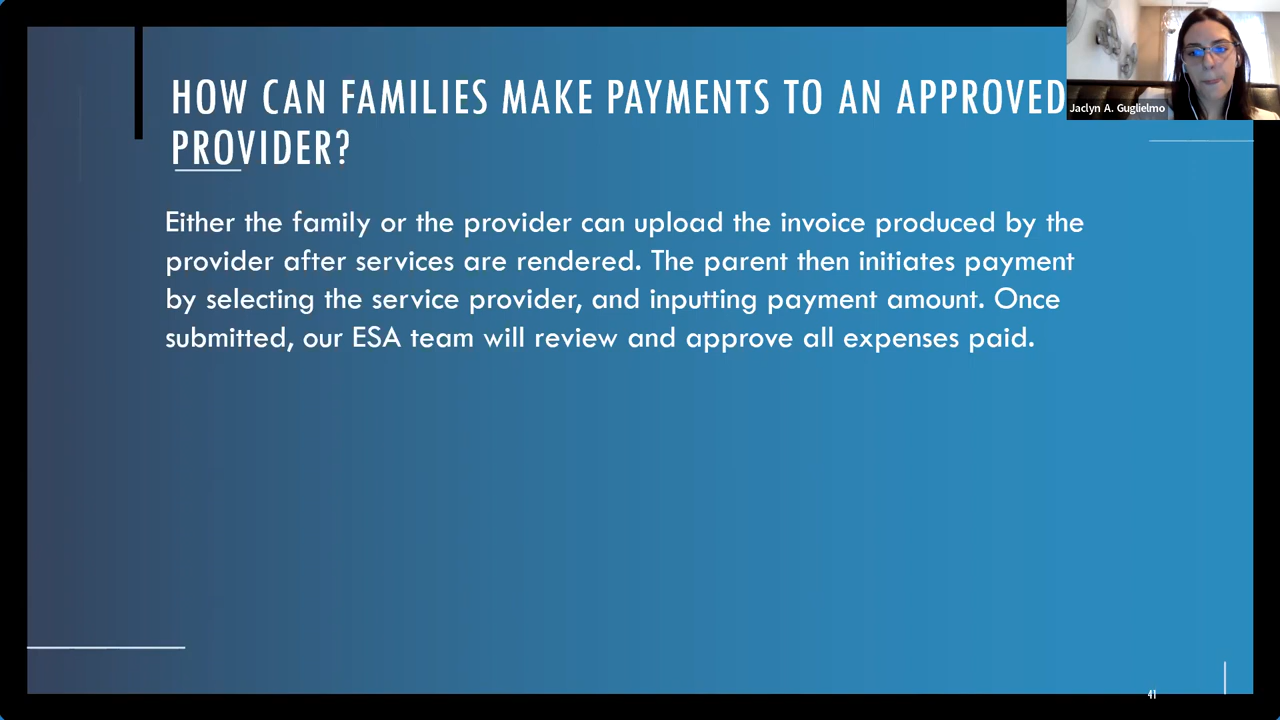 HOW CAN FAMILIES MAKE PAYMENTS TO AN APPROVED
PROVIDER?
Jaclyn A. Guglielmo
Either the family or the provider can upload the invoice produced by the
provider after services are rendered. The parent then initiates payment
by selecting the service provider, and inputting payment amount. Once
submitted, our ESA team will review and approve all expenses paid.
41